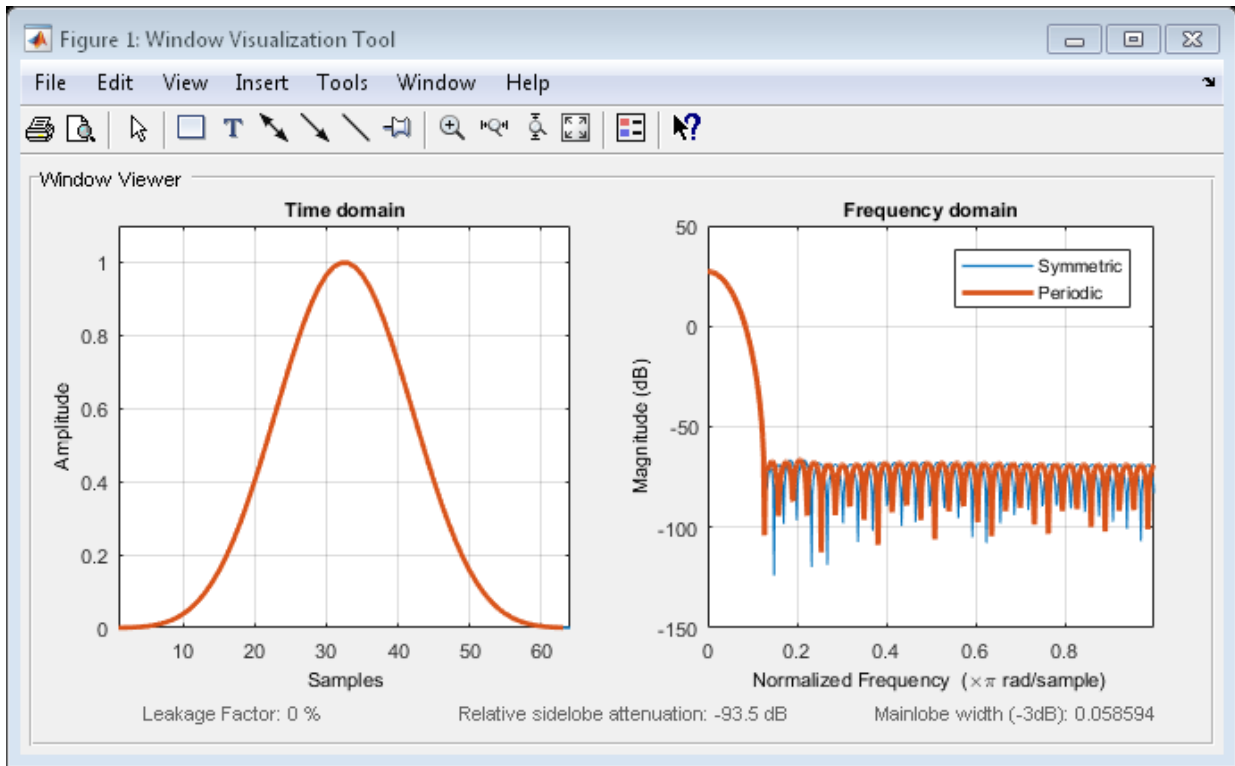 Figure 1: Window Visualization Tool
File Edit View Insert Tools Window Help
T
?
Window Viewer
Time domain
1
0.8
0.6
0.4
0.2
0
Amplitude
10 20 30 40 50 60
Samples
Frequency domain
50
0
-50
-100
-150
Magnitude (dB)
Symmetric
Periodic
0 0.2 0.4 0.6 0.8
Normalized Frequency (×π rad/sample)
Leakage Factor: 0 % Relative sidelobe attenuation: -93.5 dB Mainlobe width (-3dB): 0.058594